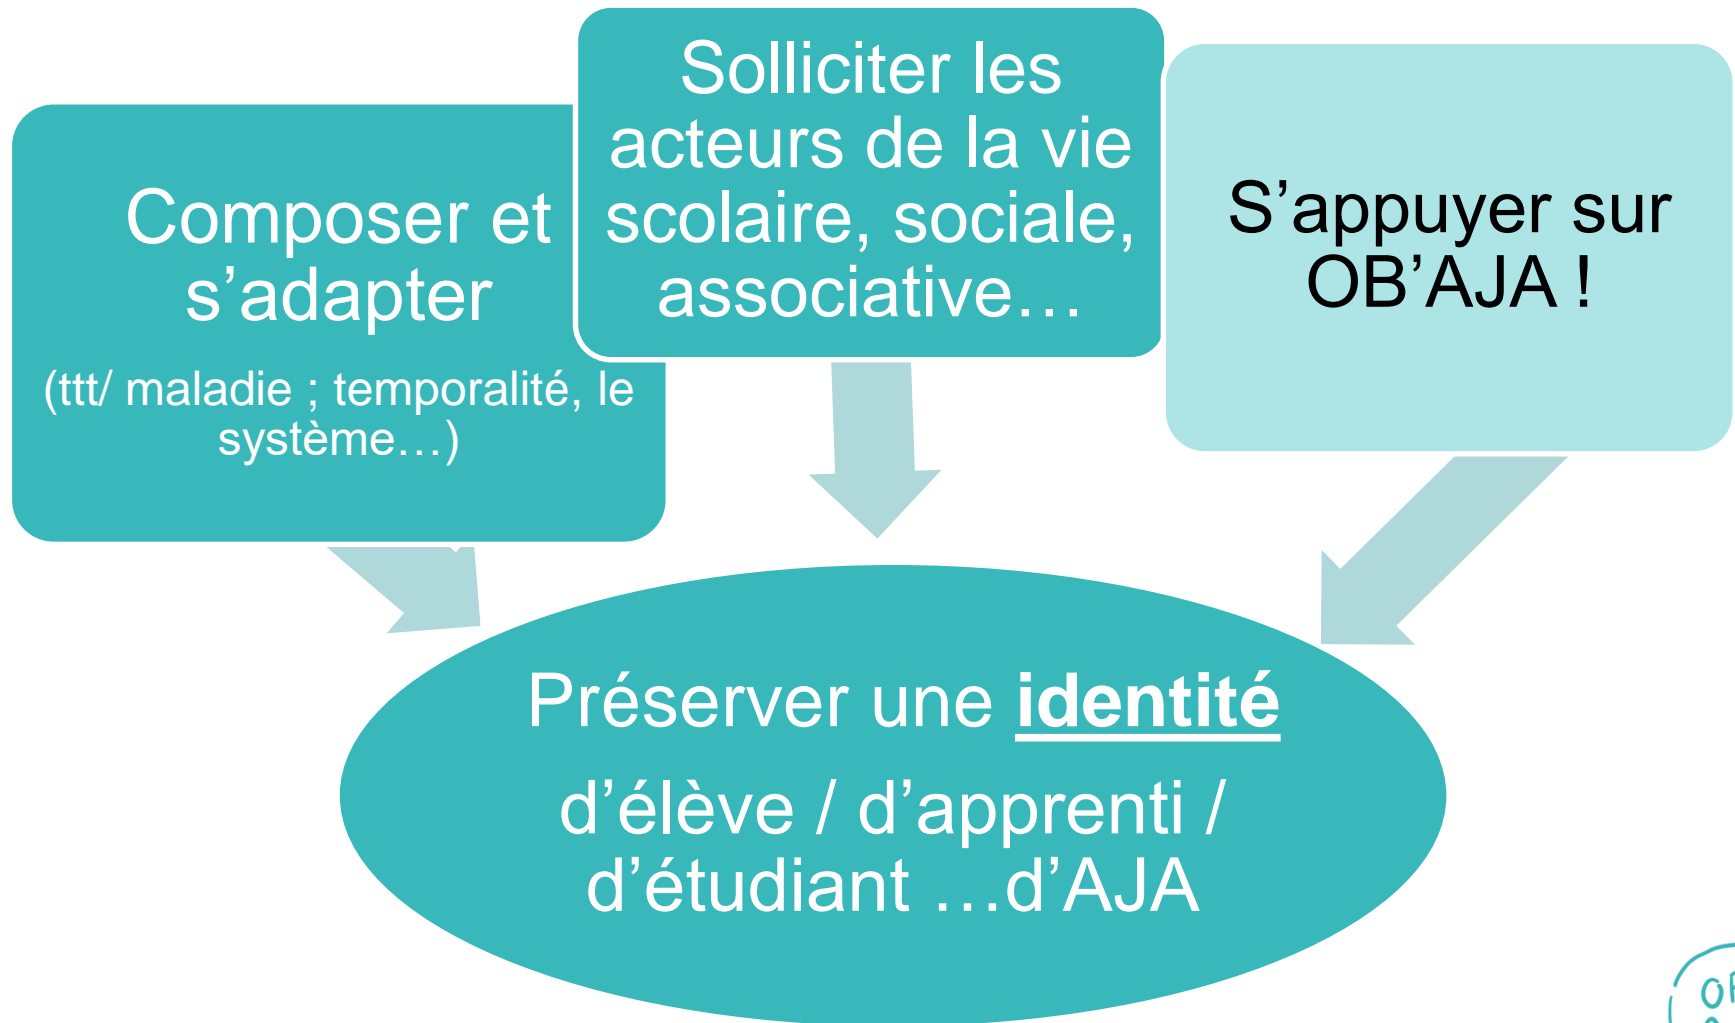 Composer et
s’adapter
(ttt/ maladie ; temporalité, le
système…)
Solliciter les
acteurs de la vie
scolaire, sociale,
associative…
S’appuyer sur
OB’AJA !
Préserver une identité
d’élève / d’apprenti /
d’étudiant …d’AJA